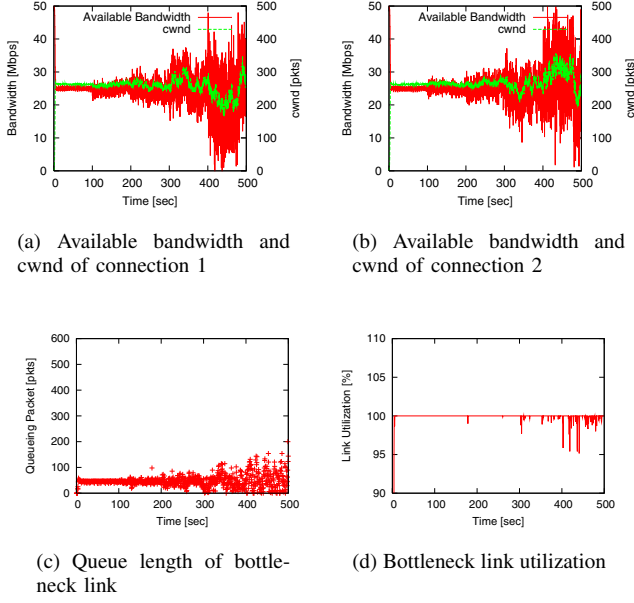 50
40
30
20
10
0
Bandwidth [Mbps]
Available Bandwidth
cwnd
500
400
300
200
100
0
cwnd [pkts]
0 100 200 300 400 500
Time [sec]
(a) Available bandwidth and
cwnd of connection 1
50
40
30
20
10
0
Bandwidth [Mbps]
Available Bandwidth
cwnd
500
400
300
200
100
0
cwnd [pkts]
0 100 200 300 400 500
Time [sec]
(b) Available bandwidth and
cwnd of connection 2
600
500
400
300
200
100
0
Queueing Packet [pkts]
0 100 200 300 400 500
Time [sec]
(c) Queue length of bottle-
neck link
110
105
100
95
90
Link Utilization [%]
0 100 200 300 400 500
Time [sec]
(d) Bottleneck link utilization